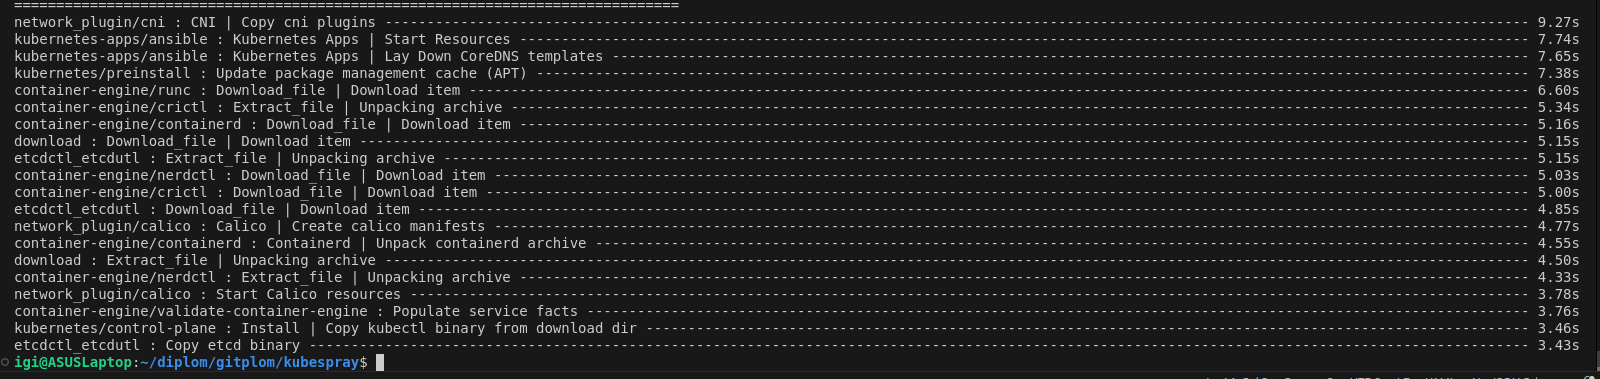 ===============================================================================
network_plugin/cni : CNI | Copy cni plugins ---------------------------------------------------------------------------------------------------------------------------------------- 9.27s
kubernetes-apps/ansible : Kubernetes Apps | Start Resources ------------------------------------------------------------------------------------------------------------------------ 7.74s
kubernetes-apps/ansible : Kubernetes Apps | Lay Down CoreDNS templates ------------------------------------------------------------------------------------------------------------- 7.65s
kubernetes/preinstall : Update package management cache (APT) ---------------------------------------------------------------------------------------------------------------------- 7.38s
container-engine/runc : Download_file | Download item ------------------------------------------------------------------------------------------------------------------------------ 6.60s
container-engine/crictl : Extract_file | Unpacking archive ------------------------------------------------------------------------------------------------------------------------- 5.34s
container-engine/containerd : Download_file | Download item ------------------------------------------------------------------------------------------------------------------------ 5.16s
download : Download_file | Download item ------------------------------------------------------------------------------------------------------------------------------------------- 5.15s
etcdctl_etcdutl : Extract_file | Unpacking archive --------------------------------------------------------------------------------------------------------------------------------- 5.15s
container-engine/nerdctl : Download_file | Download item --------------------------------------------------------------------------------------------------------------------------- 5.03s
container-engine/crictl : Download_file | Download item ---------------------------------------------------------------------------------------------------------------------------- 5.00s
etcdctl_etcdutl : Download_file | Download item ------------------------------------------------------------------------------------------------------------------------------------ 4.85s
network_plugin/calico : Calico | Create calico manifests --------------------------------------------------------------------------------------------------------------------------- 4.77s
container-engine/containerd : Containerd | Unpack containerd archive --------------------------------------------------------------------------------------------------------------- 4.55s
download : Extract_file | Unpacking archive ---------------------------------------------------------------------------------------------------------------------------------------- 4.50s
container-engine/nerdctl : Extract_file | Unpacking archive ------------------------------------------------------------------------------------------------------------------------ 4.33s
network_plugin/calico : Start Calico resources ------------------------------------------------------------------------------------------------------------------------------------- 3.78s
container-engine/validate-container-engine : Populate service facts ---------------------------------------------------------------------------------------------------------------- 3.76s
kubernetes/control-plane : Install | Copy kubectl binary from download dir --------------------------------------------------------------------------------------------------------- 3.46s
etcdctl_etcdutl : Copy etcd binary ------------------------------------------------------------------------------------------------------------------------------------------------- 3.43s
igi@ASUSLaptop:~/diplom/gitplom/kubespray$